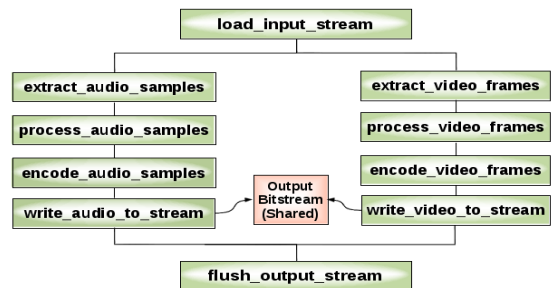 load_input_stream
extract_audio_samples
extract_video_frames
process_audio_samples
process_video_frames
encode_audio_samples
encode_video_frames
Output
Bitstream
(Shared)
write_audio_to_stream
write_video_to_stream
flush_output_stream